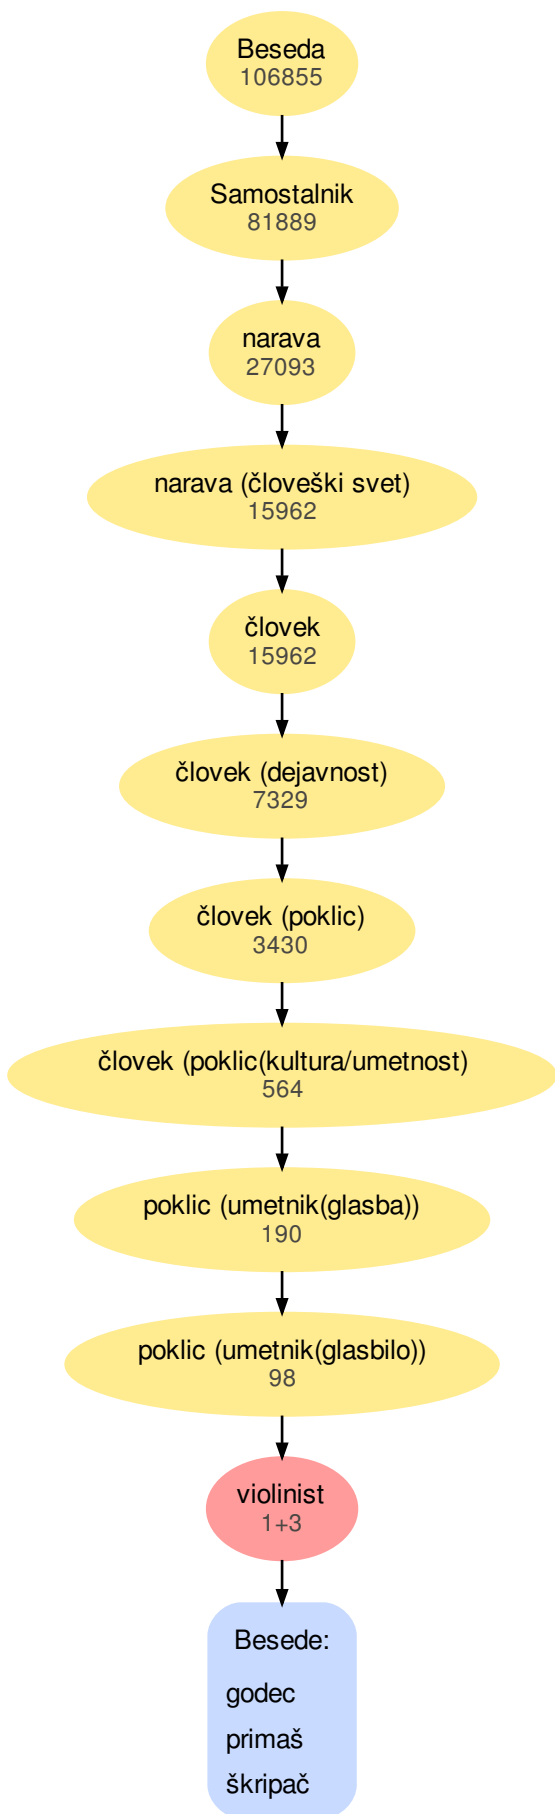 Beseda
106855
Samostalnik
81889
narava
27093
narava (človeški svet)
15962
človek
15962
človek (dejavnost)
7329
človek (poklic)
3430
človek (poklic(kultura/umetnost)
564
poklic (umetnik(glasba))
190
poklic (umetnik(glasbilo))
98
violinist
1+3
Besede:
godec
primaš
škripač